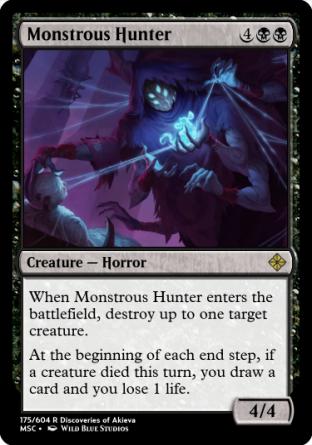 Monstrous Hunter 4
Creature — Horror
When Monstrous Hunter enters the
battlefield, destroy up to one target
creature.
At the beginning of each end step, if
a creature died this turn, you draw a
card and you lose 1 life.
4/4
175/604 R Discoveries of Akieva
MSC • Wild Blue Studios